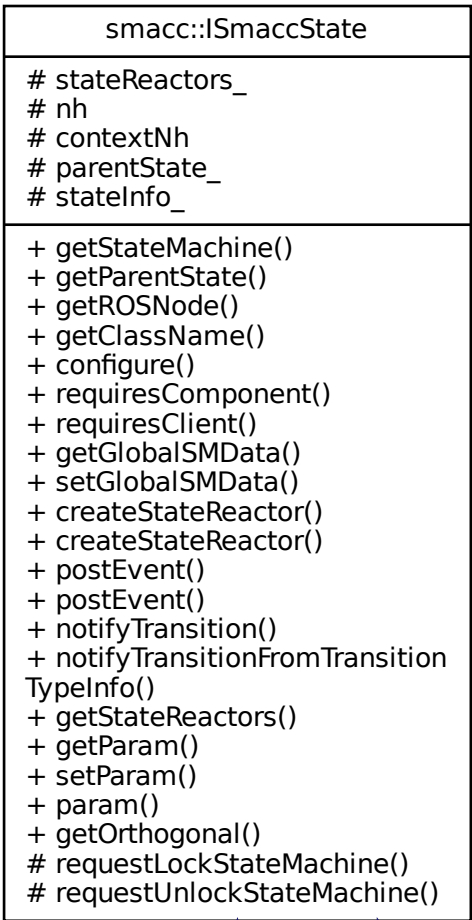 smacc::ISmaccState
# stateReactors_
# nh
# contextNh
# parentState_
# stateInfo_
+ getStateMachine()
+ getParentState()
+ getROSNode()
+ getClassName()
+ configure()
+ requiresComponent()
+ requiresClient()
+ getGlobalSMData()
+ setGlobalSMData()
+ createStateReactor()
+ createStateReactor()
+ postEvent()
+ postEvent()
+ notifyTransition()
+ notifyTransitionFromTransition
TypeInfo()
+ getStateReactors()
+ getParam()
+ setParam()
+ param()
+ getOrthogonal()
# requestLockStateMachine()
# requestUnlockStateMachine()